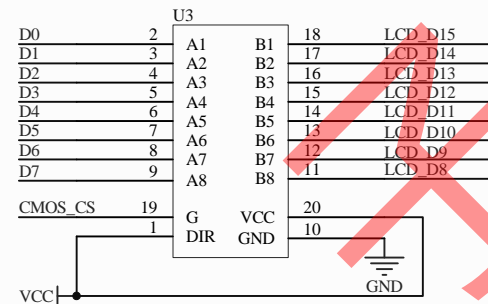 U3
D0 2 A1 B1 18 LCD_D15
D1 3 A2 B2 17 LCD_D14
D2 4 A3 B3 16 LCD_D13
D3 5 A4 B4 15 LCD_D12
D4 6 A5 B5 14 LCD_D11
D5 7 A6 B6 13 LCD_D10
D6 8 A7 B7 12 LCD_D9
D7 9 A8 B8 11 LCD_D8
CMOS_CS 19 G VCC 20
1 DIR GND 10
GND
VCC